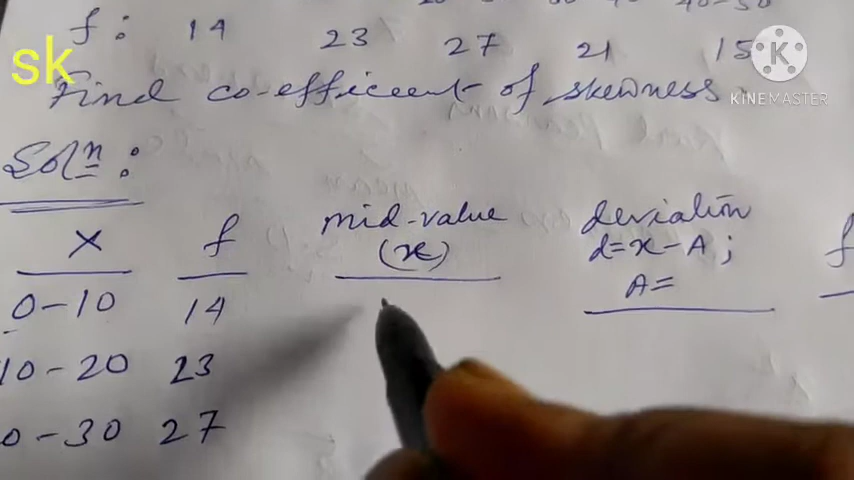 f : 14 23 27 21 15
sk
Find co-efficient of skewness.
KINEMASTER
Solⁿ :
X f mid-value (x) deviation d=x-A; A= f
0-10 14
10-20 23
0-30 27